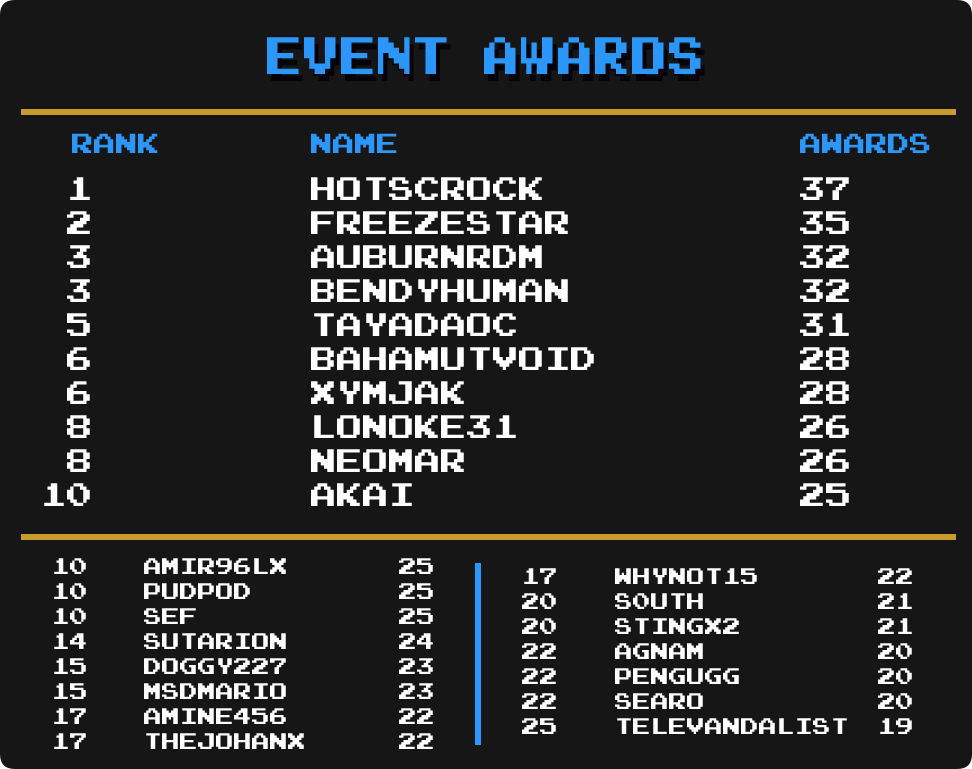 EVENT AWARDS
RANK NAME AWARDS
1 HOTSCROCK 37
2 FREEZESTAR 35
3 AUBURNRDM 32
3 BENDYHUMAN 32
5 TAYADAOC 31
6 BAHAMUTVOID 28
6 XYMJAK 28
8 LONOKE31 26
8 NEOMAR 26
10 AKAI 25
10 AMIR96LX 25
10 PUDPOD 25
10 SEF 25
14 SUTARION 24
15 DOGGY227 23
15 MSDMARIO 23
17 AMINE456 22
17 THEJOHANX 22
17 WHYNOT15 22
20 SOUTH 21
20 STINGX2 21
22 AGNAM 20
22 PENGUGG 20
22 SEARO 20
25 TELEVANDALIST 19